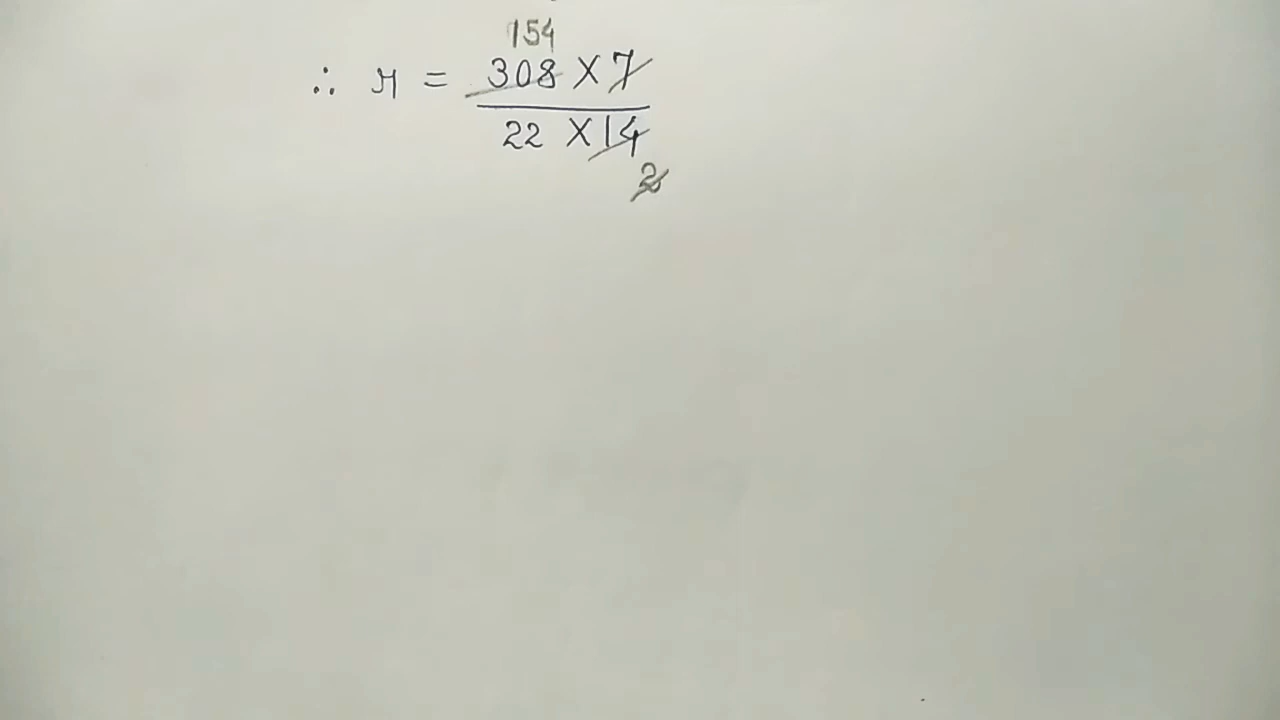 154
∴ r = 308 × 7
22 × 14
2